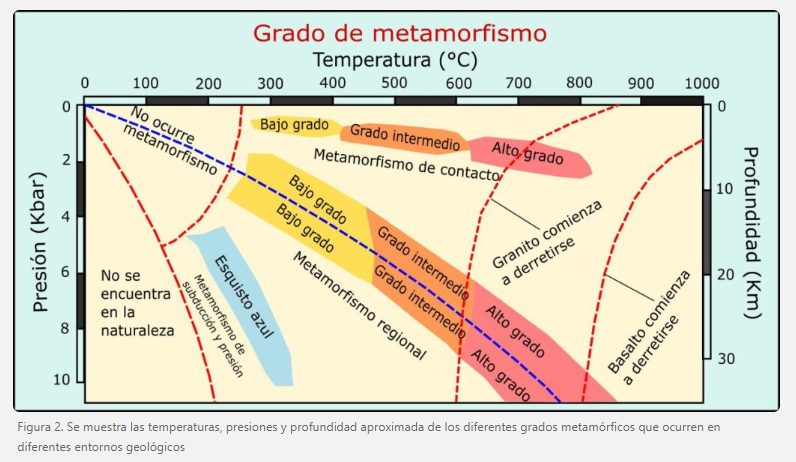 Grado de metamorfismo
Temperatura (°C)
0 100 200 300 400 500 600 700 800 900 1000
Presión (Kbar)
0
2
4
6
8
10
Profundidad (Km)
0
10
20
30
No ocurre
metamorfismo
Bajo grado
Grado intermedio
Alto grado
Metamorfismo de contacto
Bajo grado
Bajo grado
Grado intermedio
Grado intermedio
Alto grado
Alto grado
Metamorfismo regional
Granito comienza
a derretirse
Basalto comienza
a derretirse
No se
encuentra
en la
naturaleza
Esquisto azul
Metamorfismo de
subducción y presión
Figura 2. Se muestra las temperaturas, presiones y profundidad aproximada de los diferentes grados metamórficos que ocurren en
diferentes entornos geológicos